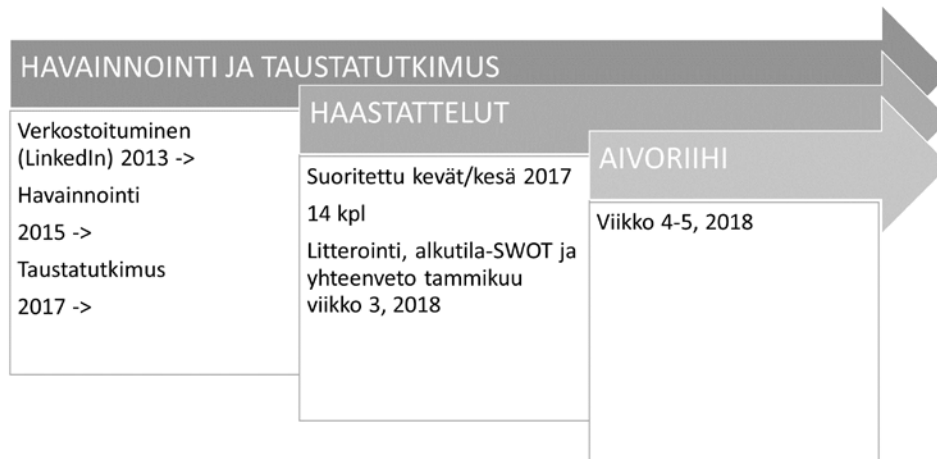 HAVAINNOINTI JA TAUSTATUTKIMUS
Verkostoituminen
(LinkedIn) 2013 ->
Havainnointi
2015 ->
Taustatutkimus
2017 ->
HAASTATTELUT
Suoritettu kevät/kesä 2017
14 kpl
Litterointi, alkutila-SWOT ja
yhteenveto tammikuu
viikko 3, 2018
AIVORIIHI
Viikko 4-5, 2018